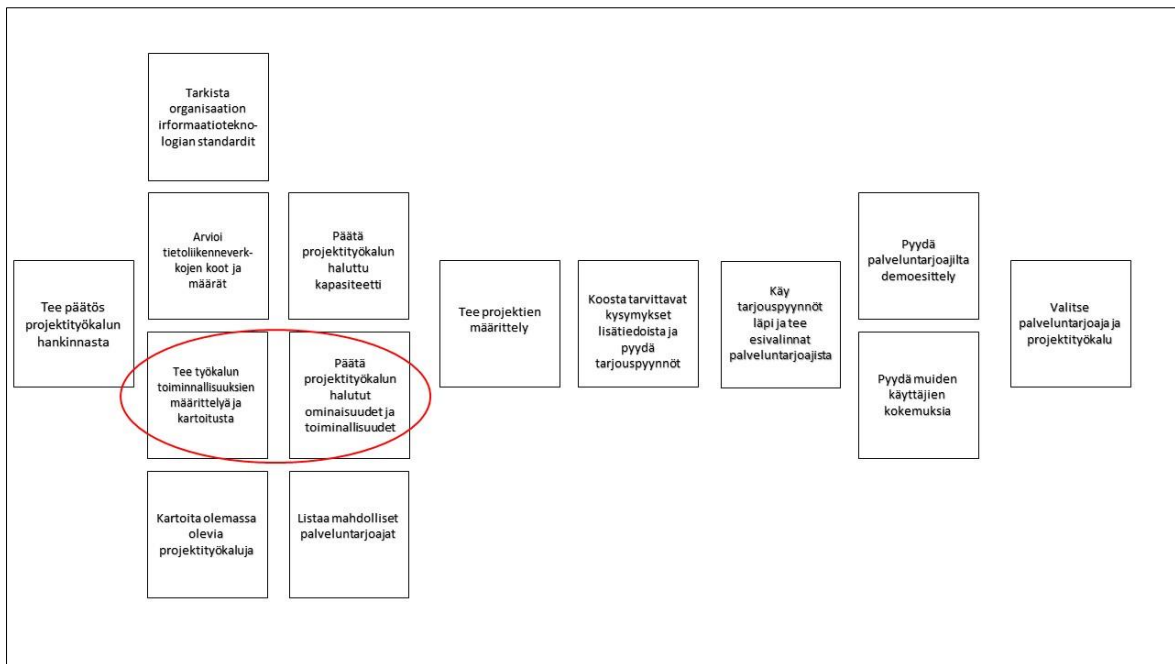 Tarkista
organisaation
irformaatiotekno-
logian standardit
Arvioi
tietoliikenneverk-
kojen koot ja
määrät
Päätä
projektityökalun
haluttu
kapasiteetti
Pyydä
palveluntarjoajilta
demoesittely
Tee päätös
projektityökalun
hankinnasta
Tee projektien
määrittely
Koosta tarvittavat
kysymykset
lisätiedoista ja
pyydä
tarjouspyynnöt
Käy
tarjouspyynnöt
läpi ja tee
esivalinnat
palveluntarjoajista
Valitse
palveluntarjoaja ja
projektityökalu
Tee työkalun
toiminnallisuuksien
määrittelyä ja
kartoitusta
Päätä
projektityökalun
halutut
ominaisuudet ja
toiminallisuudet
Pyydä muiden
käyttäjien
kokemuksia
Kartoita olemassa
olevia
projektityökaluja
Listaa mahdolliset
palveluntarjoajat